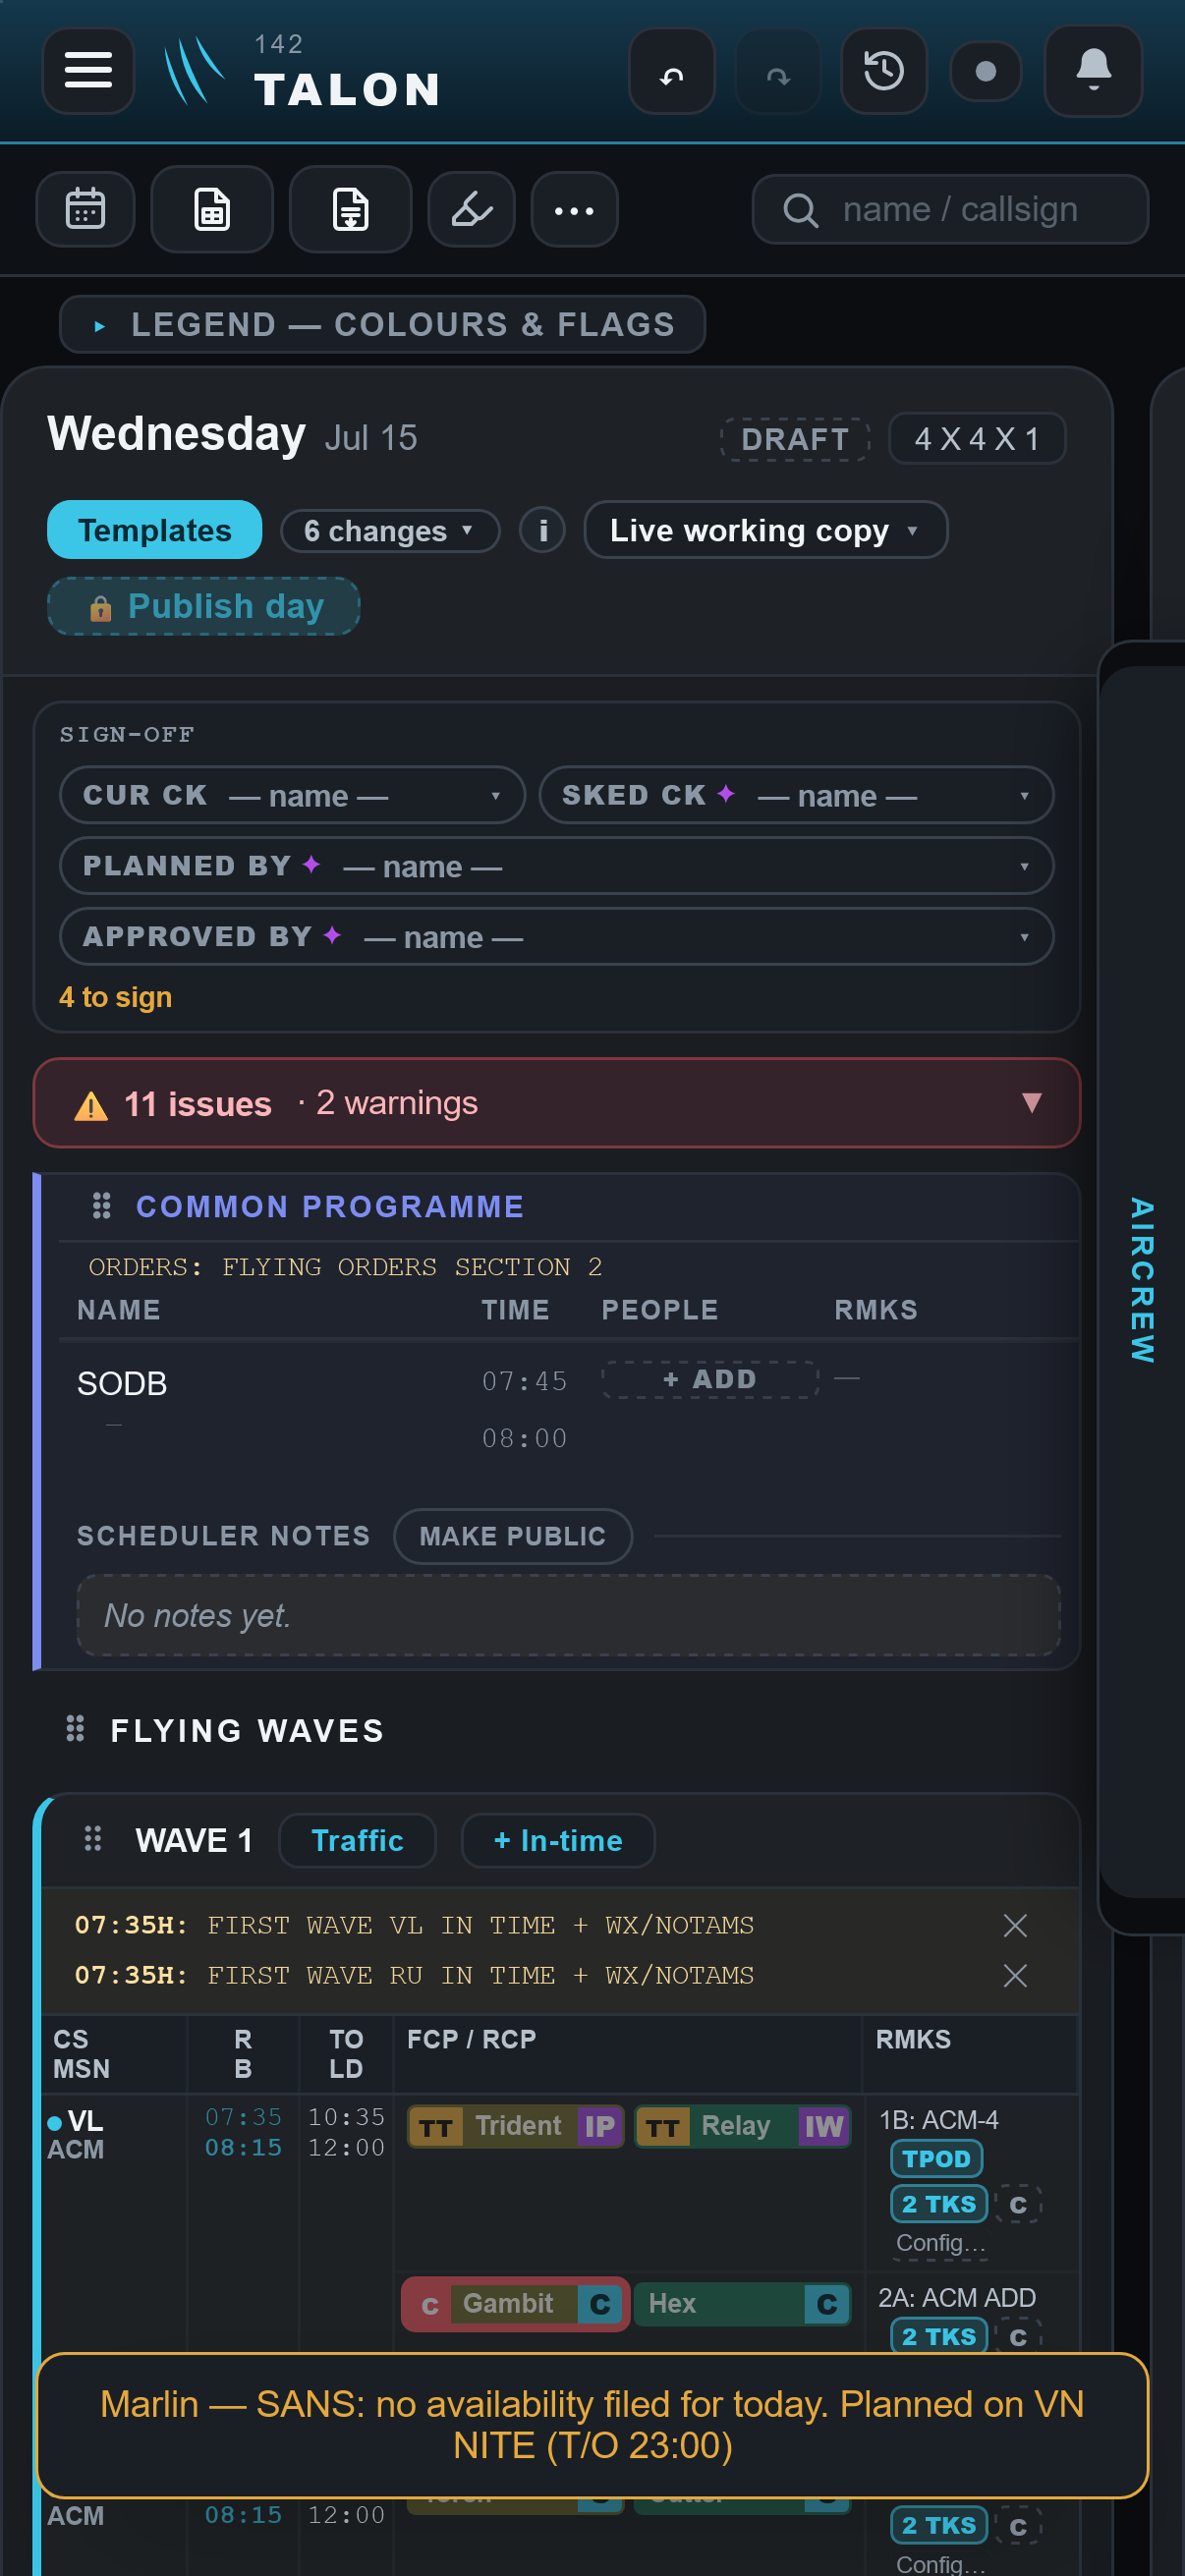 142
TALON
name / callsign
LEGEND — COLOURS & FLAGS
Wednesday Jul 15 DRAFT 4 X 4 X 1
Templates 6 changes i Live working copy
Publish day
SIGN-OFF
CUR CK — name — SKED CK — name —
PLANNED BY — name —
APPROVED BY — name —
4 to sign
11 issues · 2 warnings
AIRCREW
COMMON PROGRAMME
ORDERS: FLYING ORDERS SECTION 2
NAME TIME PEOPLE RMKS
SODB 07:45 + ADD —
— 08:00
SCHEDULER NOTES MAKE PUBLIC
No notes yet.
FLYING WAVES
WAVE 1 Traffic + In-time
07:35H: FIRST WAVE VL IN TIME + WX/NOTAMS
07:35H: FIRST WAVE RU IN TIME + WX/NOTAMS
CS R TO FCP / RCP RMKS
MSN B LD
VL 07:35 10:35 TT Trident IP TT Relay IW 1B: ACM-4
ACM 08:15 12:00
TPOD
2 TKS C
Config…
C Gambit C Hex C 2A: ACM ADD
2 TKS C
Marlin — SANS: no availability filed for today. Planned on VN
NITE (T/O 23:00)
ACM 08:15 12:00 2 TKS C
Config…